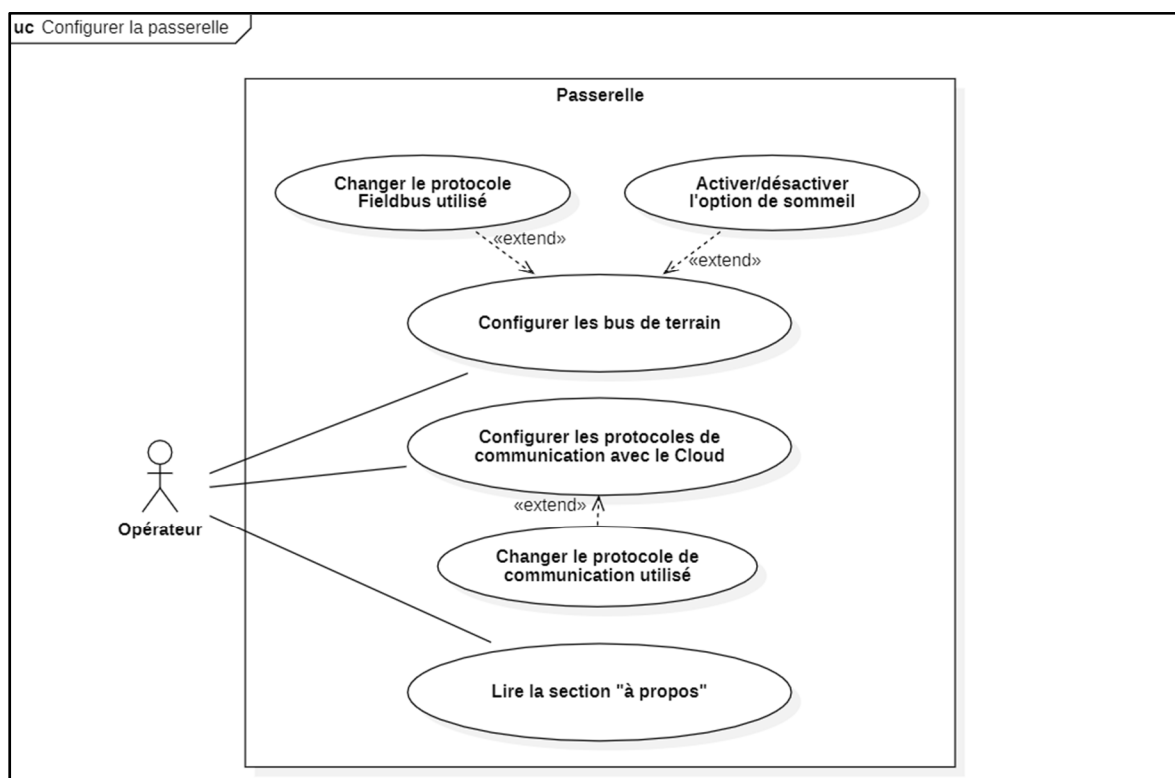 uc Configurer la passerelle
Passerelle
Changer le protocole
Fieldbus utilisé
Activer/désactiver
l'option de sommeil
«extend»
«extend»
Configurer les bus de terrain
Configurer les protocoles de
communication avec le Cloud
«extend»
Opérateur
Changer le protocole de
communication utilisé
Lire la section "à propos"